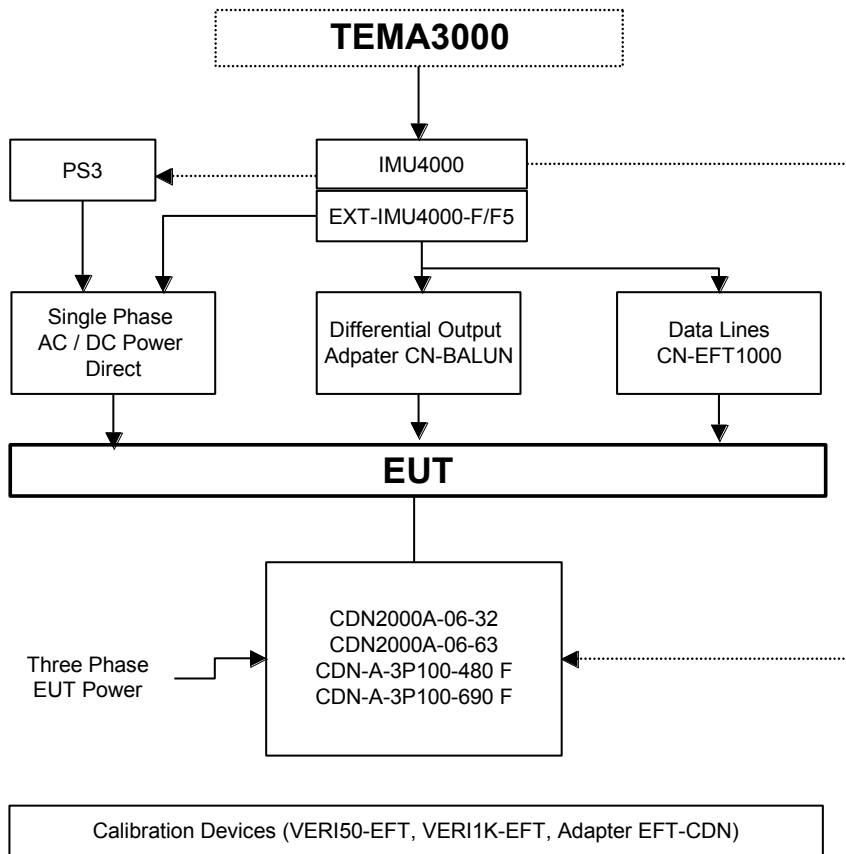 TEMA3000
PS3
IMU4000
EXT-IMU4000-F/F5
Single Phase
AC / DC Power
Direct
Differential Output
Adpater CN-BALUN
Data Lines
CN-EFT1000
EUT
Three Phase
EUT Power
CDN2000A-06-32
CDN2000A-06-63
CDN-A-3P100-480 F
CDN-A-3P100-690 F
Calibration Devices (VERI50-EFT, VERI1K-EFT, Adapter EFT-CDN)